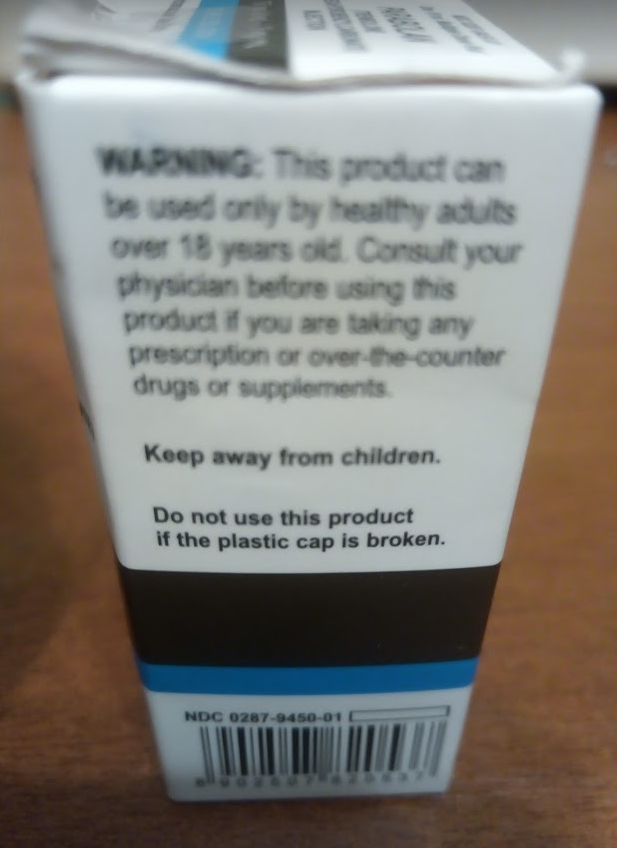 WARNING: This product can
be used only by healthy adults
over 18 years old. Consult your
physician before using this
product if you are taking any
prescription or over-the-counter
drugs or supplements.
Keep away from children.
Do not use this product
if the plastic cap is broken.
NDC 0287-9450-01